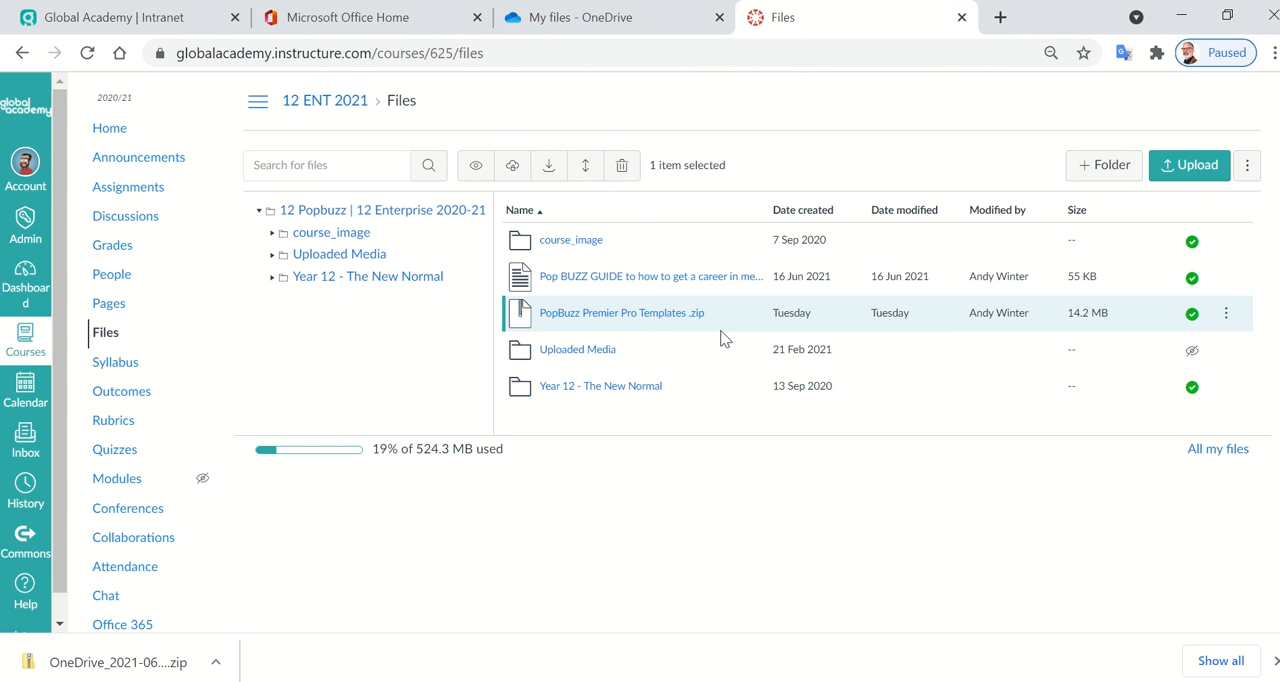 Global Academy | Intranet
Microsoft Office Home
My files - OneDrive
Files
globalacademy.instructure.com/courses/625/files
Paused
global academy
Account
Admin
Dashboar
d
Courses
Calendar
Inbox
History
Commons
Help
2020/21
Home
Announcements
Assignments
Discussions
Grades
People
Pages
Files
Syllabus
Outcomes
Rubrics
Quizzes
Modules
Conferences
Collaborations
Attendance
Chat
Office 365
12 ENT 2021 › Files
Search for files
1 item selected
+ Folder
Upload
12 Popbuzz | 12 Enterprise 2020-21
course_image
Uploaded Media
Year 12 - The New Normal
Name Date created Date modified Modified by Size
course_image 7 Sep 2020 --
Pop BUZZ GUIDE to how to get a career in me... 16 Jun 2021 16 Jun 2021 Andy Winter 55 KB
PopBuzz Premier Pro Templates .zip Tuesday Tuesday Andy Winter 14.2 MB
Uploaded Media 21 Feb 2021 --
Year 12 - The New Normal 13 Sep 2020 --
19% of 524.3 MB used
All my files
OneDrive_2021-06....zip
Show all